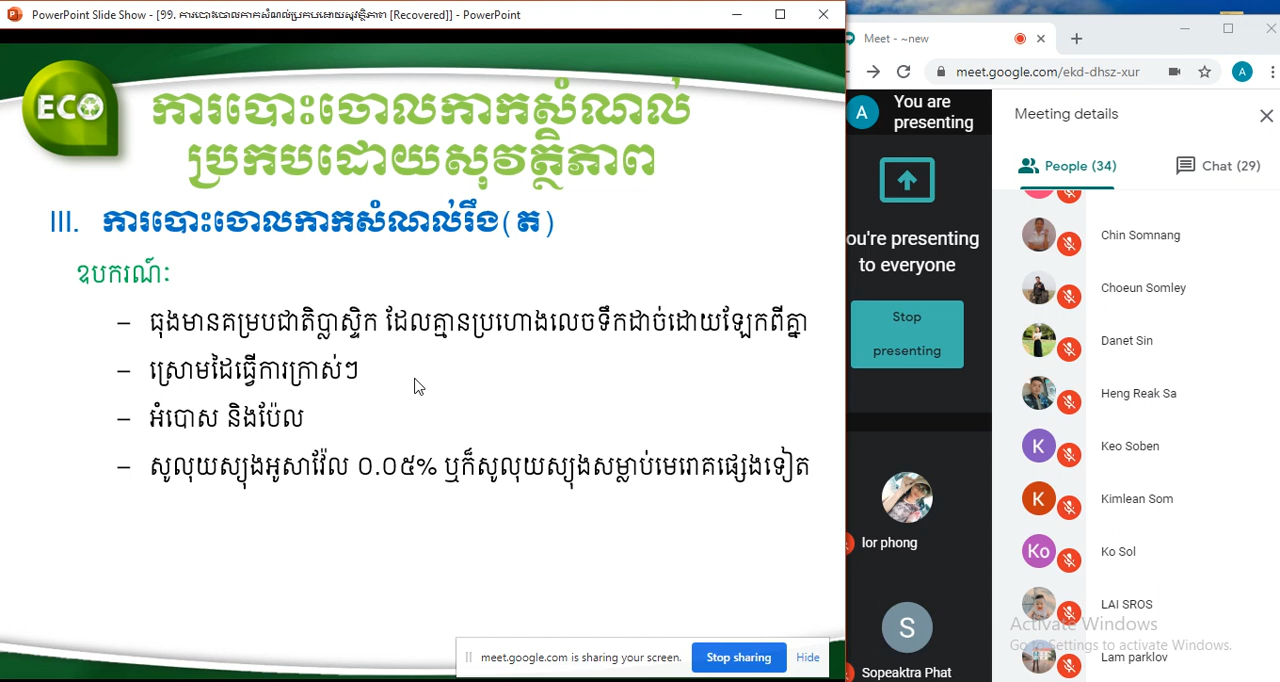 PowerPoint Slide Show - [99. ការបោះចោលកាកសំណល់ប្រកបដោយសុវត្ថិភាព [Recovered]] - PowerPoint
ECO
ការបោះចោលកាកសំណល់
ប្រកបដោយសុវត្ថិភាព
III. ការបោះចោលកាកសំណល់រឹង(ត)
ឧបករណ៍ៈ
– ធុងមានគម្របជាតិប្លាស្ទិក ដែលគ្មានប្រហោងលេចទឹកដាច់ដោយឡែកពីគ្នា
– ស្រោមដៃធ្វើការក្រាស់ៗ
– អំបោស និងប៉ែល
– សូលុយស្យុងអូសាវ៉ែល ០.០៥% ឬក៏សូលុយស្យុងសម្លាប់មេរោគផ្សេងទៀត
meet.google.com is sharing your screen.
Stop sharing
Hide
Meet - ~new
meet.google.com/ekd-dhsz-xur
A
A
You are
presenting
ou're presenting
to everyone
Stop
presenting
lor phong
S
Sopeaktra Phat
Meeting details
People (34)
Chat (29)
Chin Somnang
Choeun Somley
Danet Sin
Heng Reak Sa
K
Keo Soben
K
Kimlean Som
Ko
Ko Sol
LAI SROS
Lam parklov
Activate Windows
Go to Settings to activate Windows.